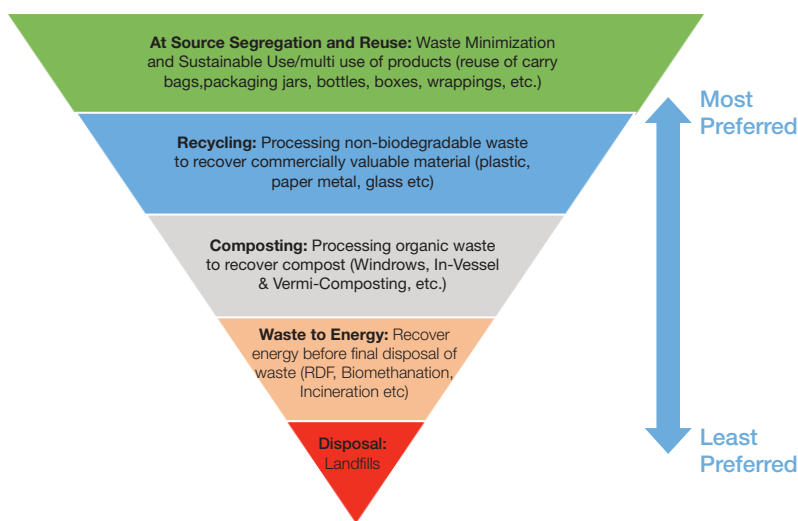 At Source Segregation and Reuse: Waste Minimization
and Sustainable Use/multi use of products (reuse of carry
bags,packaging jars, bottles, boxes, wrappings, etc.)
Most
Preferred
Recycling: Processing non-biodegradable waste
to recover commercially valuable material (plastic,
paper metal, glass etc)
Composting: Processing organic waste
to recover compost (Windrows, In-Vessel
& Vermi-Composting, etc.)
Waste to Energy: Recover
energy before final disposal of
waste (RDF, Biomethanation,
Incineration etc)
Disposal:
Landfills
Least
Preferred